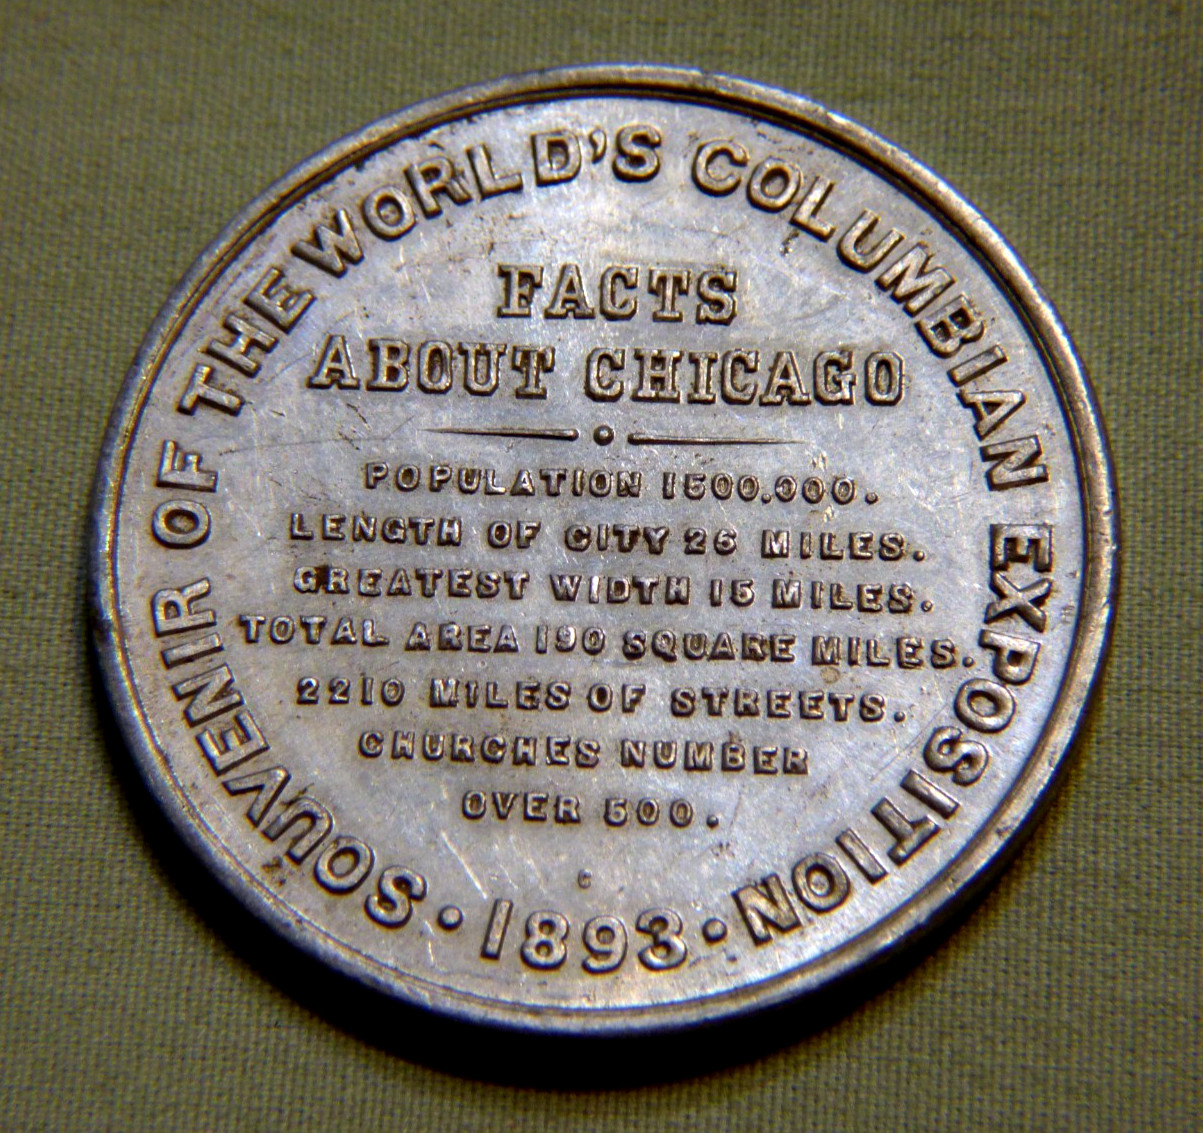 SOUVENIR OF THE WORLD'S COLUMBIAN EXPOSITION
· 1893 ·
FACTS
ABOUT CHICAGO
POPULATION 1500.000.
LENGTH OF CITY 26 MILES.
GREATEST WIDTH 15 MILES.
TOTAL AREA 190 SQUARE MILES.
2210 MILES OF STREETS.
CHURCHES NUMBER
OVER 500.